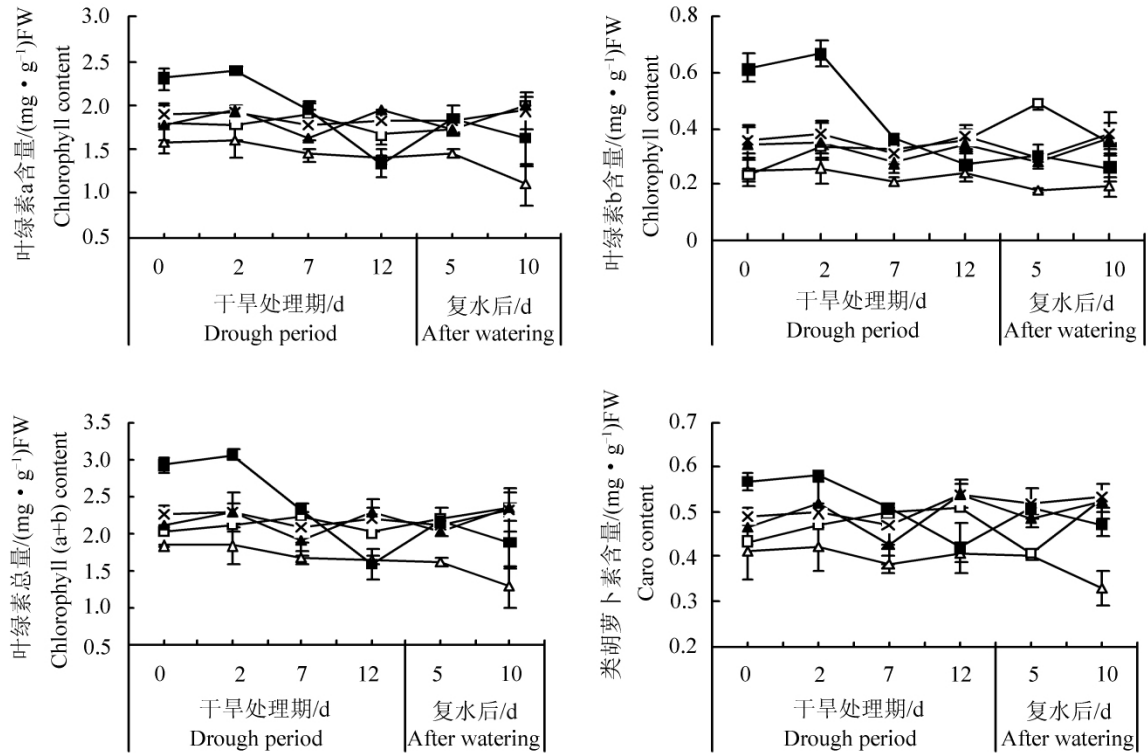 叶绿素a含量/(mg·g⁻¹)FW
Chlorophyll content
3.0
2.5
2.0
1.5
1.0
0.5
0 2 7 12 5 10
干旱处理期/d 复水后/d
Drough period After watering
叶绿素b含量/(mg·g⁻¹)FW
Chlorophyll content
0.8
0.6
0.4
0.2
0
0 2 7 12 5 10
干旱处理期/d 复水后/d
Drough period After watering
叶绿素总量/(mg·g⁻¹)FW
Chlorophyll (a+b) content
3.5
3.0
2.5
2.0
1.5
1.0
0.5
0 2 7 12 5 10
干旱处理期/d 复水后/d
Drough period After watering
类胡萝卜素含量/(mg·g⁻¹)FW
Caro content
0.7
0.6
0.5
0.4
0.3
0.2
0 2 7 12 5 10
干旱处理期/d 复水后/d
Drough period After watering